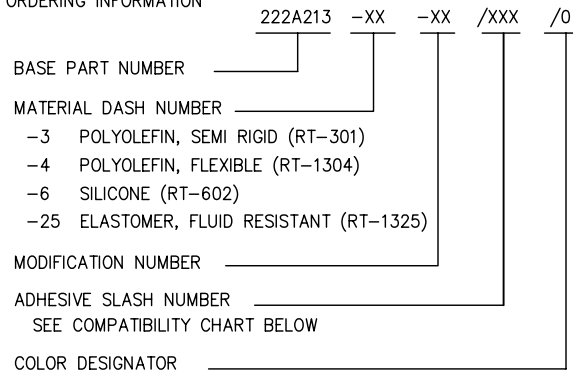 ORDERING INFORMATION
222A213 -XX -XX /XXX /0
BASE PART NUMBER
MATERIAL DASH NUMBER
-3 POLYOLEFIN, SEMI RIGID (RT-301)
-4 POLYOLEFIN, FLEXIBLE (RT-1304)
-6 SILICONE (RT-602)
-25 ELASTOMER, FLUID RESISTANT (RT-1325)
MODIFICATION NUMBER
ADHESIVE SLASH NUMBER
SEE COMPATIBILITY CHART BELOW
COLOR DESIGNATOR